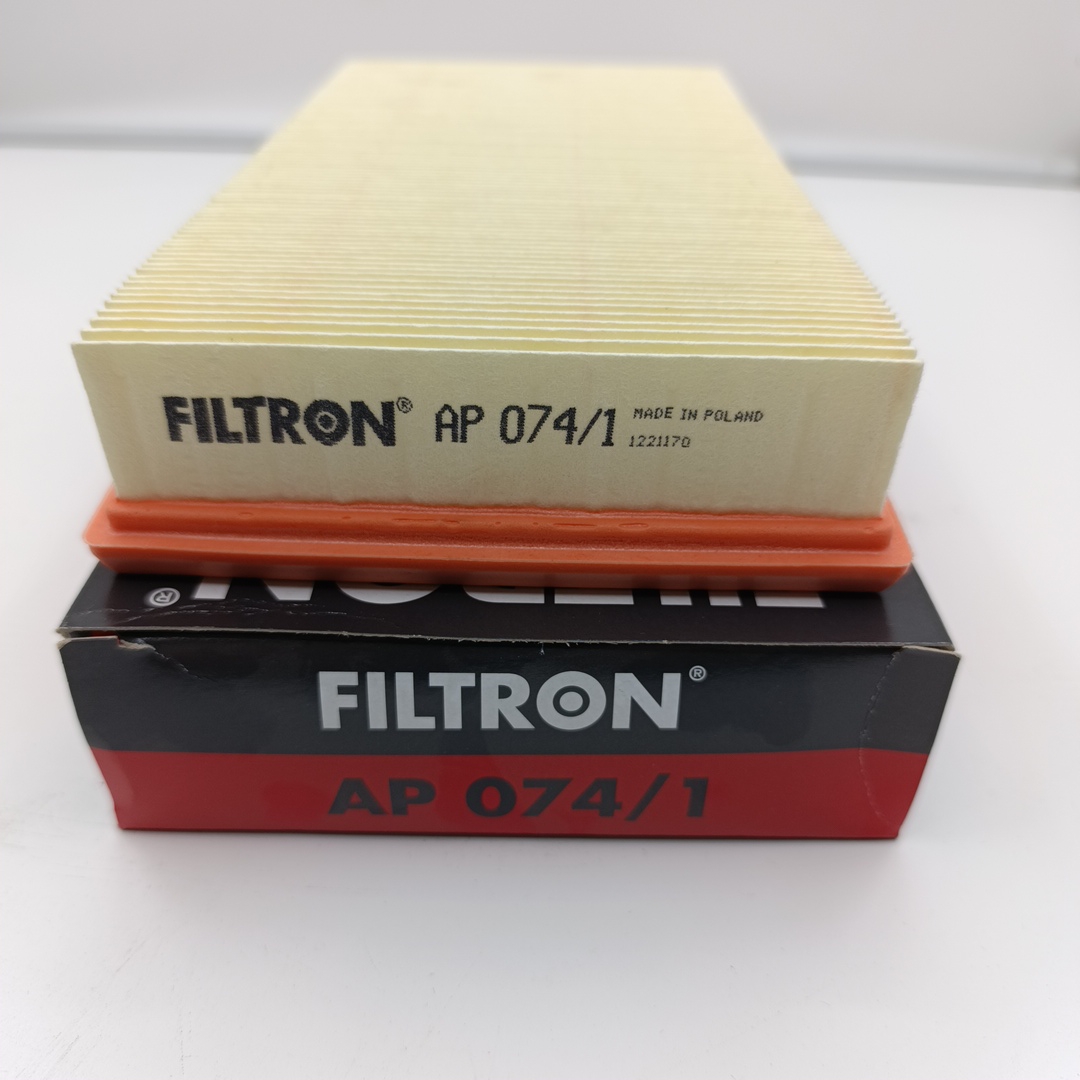 FILTRON® AP 074/1 MADE IN POLAND
1221170
®
FILTRON®
AP 074/1